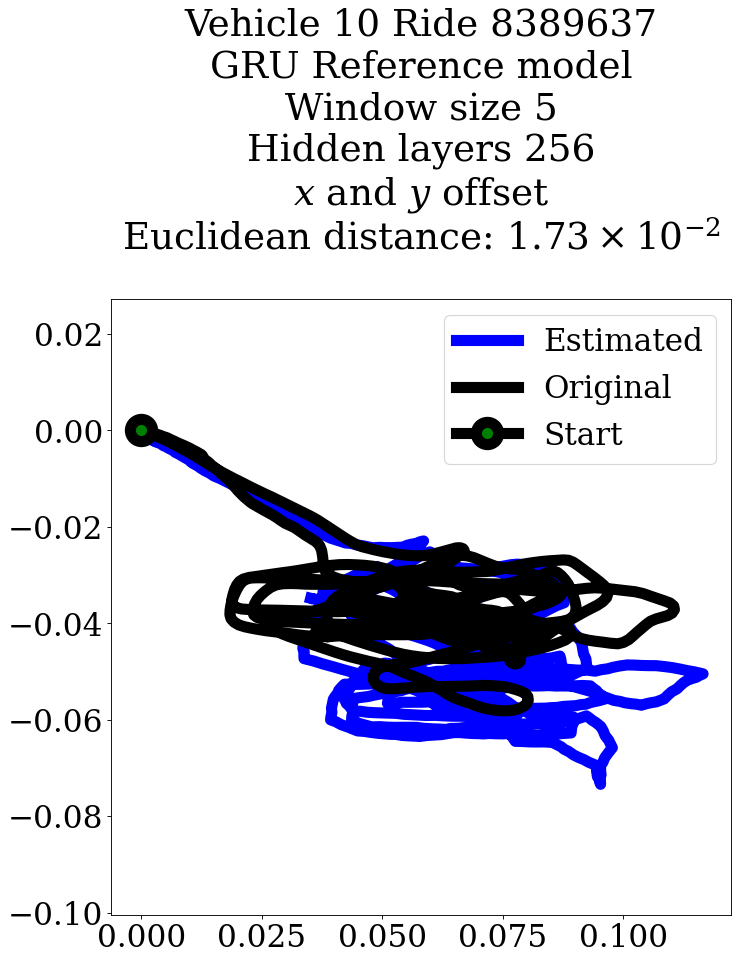 Vehicle 10 Ride 8389637
GRU Reference model
Window size 5
Hidden layers 256
x and y offset
Euclidean distance: 1.73 × 10⁻²
Estimated
Original
Start
0.02
0.00
−0.02
−0.04
−0.06
−0.08
−0.10
0.000 0.025 0.050 0.075 0.100